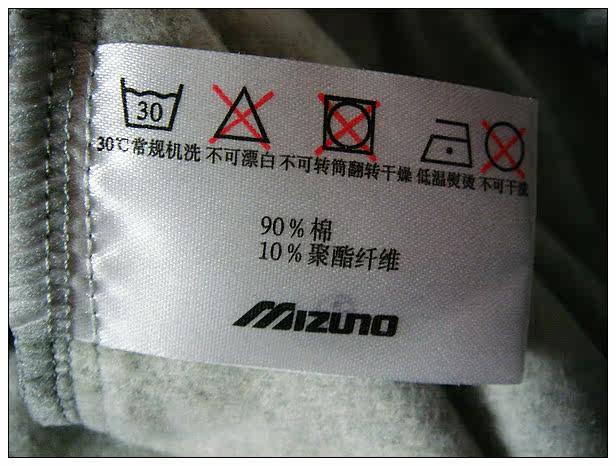 30
30℃常规机洗 不可漂白 不可转筒翻转干燥 低温熨烫 不可干洗
90%棉
10%聚酯纤维
MIZUNO